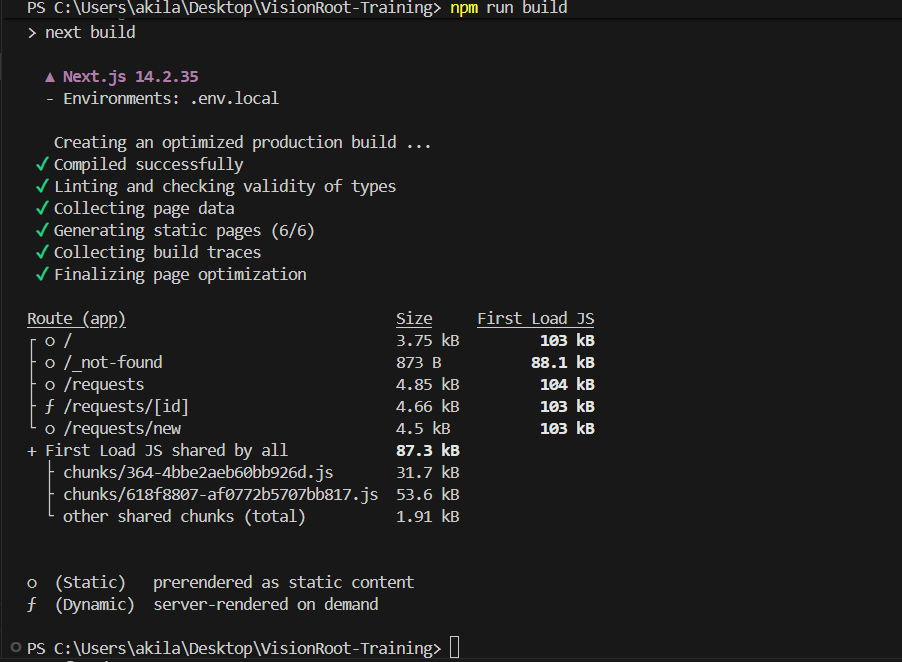 PS C:\Users\akila\Desktop\VisionRoot-Training> npm run build
> next build
▲ Next.js 14.2.35
- Environments: .env.local
Creating an optimized production build ...
✓ Compiled successfully
✓ Linting and checking validity of types
✓ Collecting page data
✓ Generating static pages (6/6)
✓ Collecting build traces
✓ Finalizing page optimization
Route (app) Size First Load JS
┌ ○ / 3.75 kB 103 kB
├ ○ /_not-found 873 B 88.1 kB
├ ○ /requests 4.85 kB 104 kB
├ ƒ /requests/[id] 4.66 kB 103 kB
└ ○ /requests/new 4.5 kB 103 kB
+ First Load JS shared by all 87.3 kB
├ chunks/364-4bbe2aeb60bb926d.js 31.7 kB
├ chunks/618f8807-af0772b5707bb817.js 53.6 kB
└ other shared chunks (total) 1.91 kB
○ (Static) prerendered as static content
ƒ (Dynamic) server-rendered on demand
PS C:\Users\akila\Desktop\VisionRoot-Training>